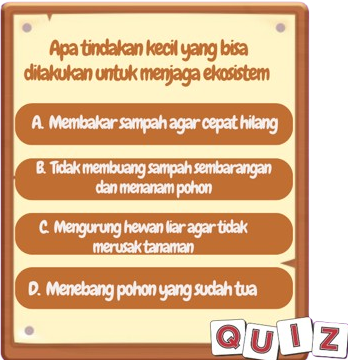 Apa tindakan kecil yang bisa
dilakukan untuk menjaga ekosistem
A. Membakar sampah agar cepat hilang
B. Tidak membuang sampah sembarangan
dan menanam pohon
C. Mengurung hewan liar agar tidak
merusak tanaman
D. Menebang pohon yang sudah tua
QUIZ